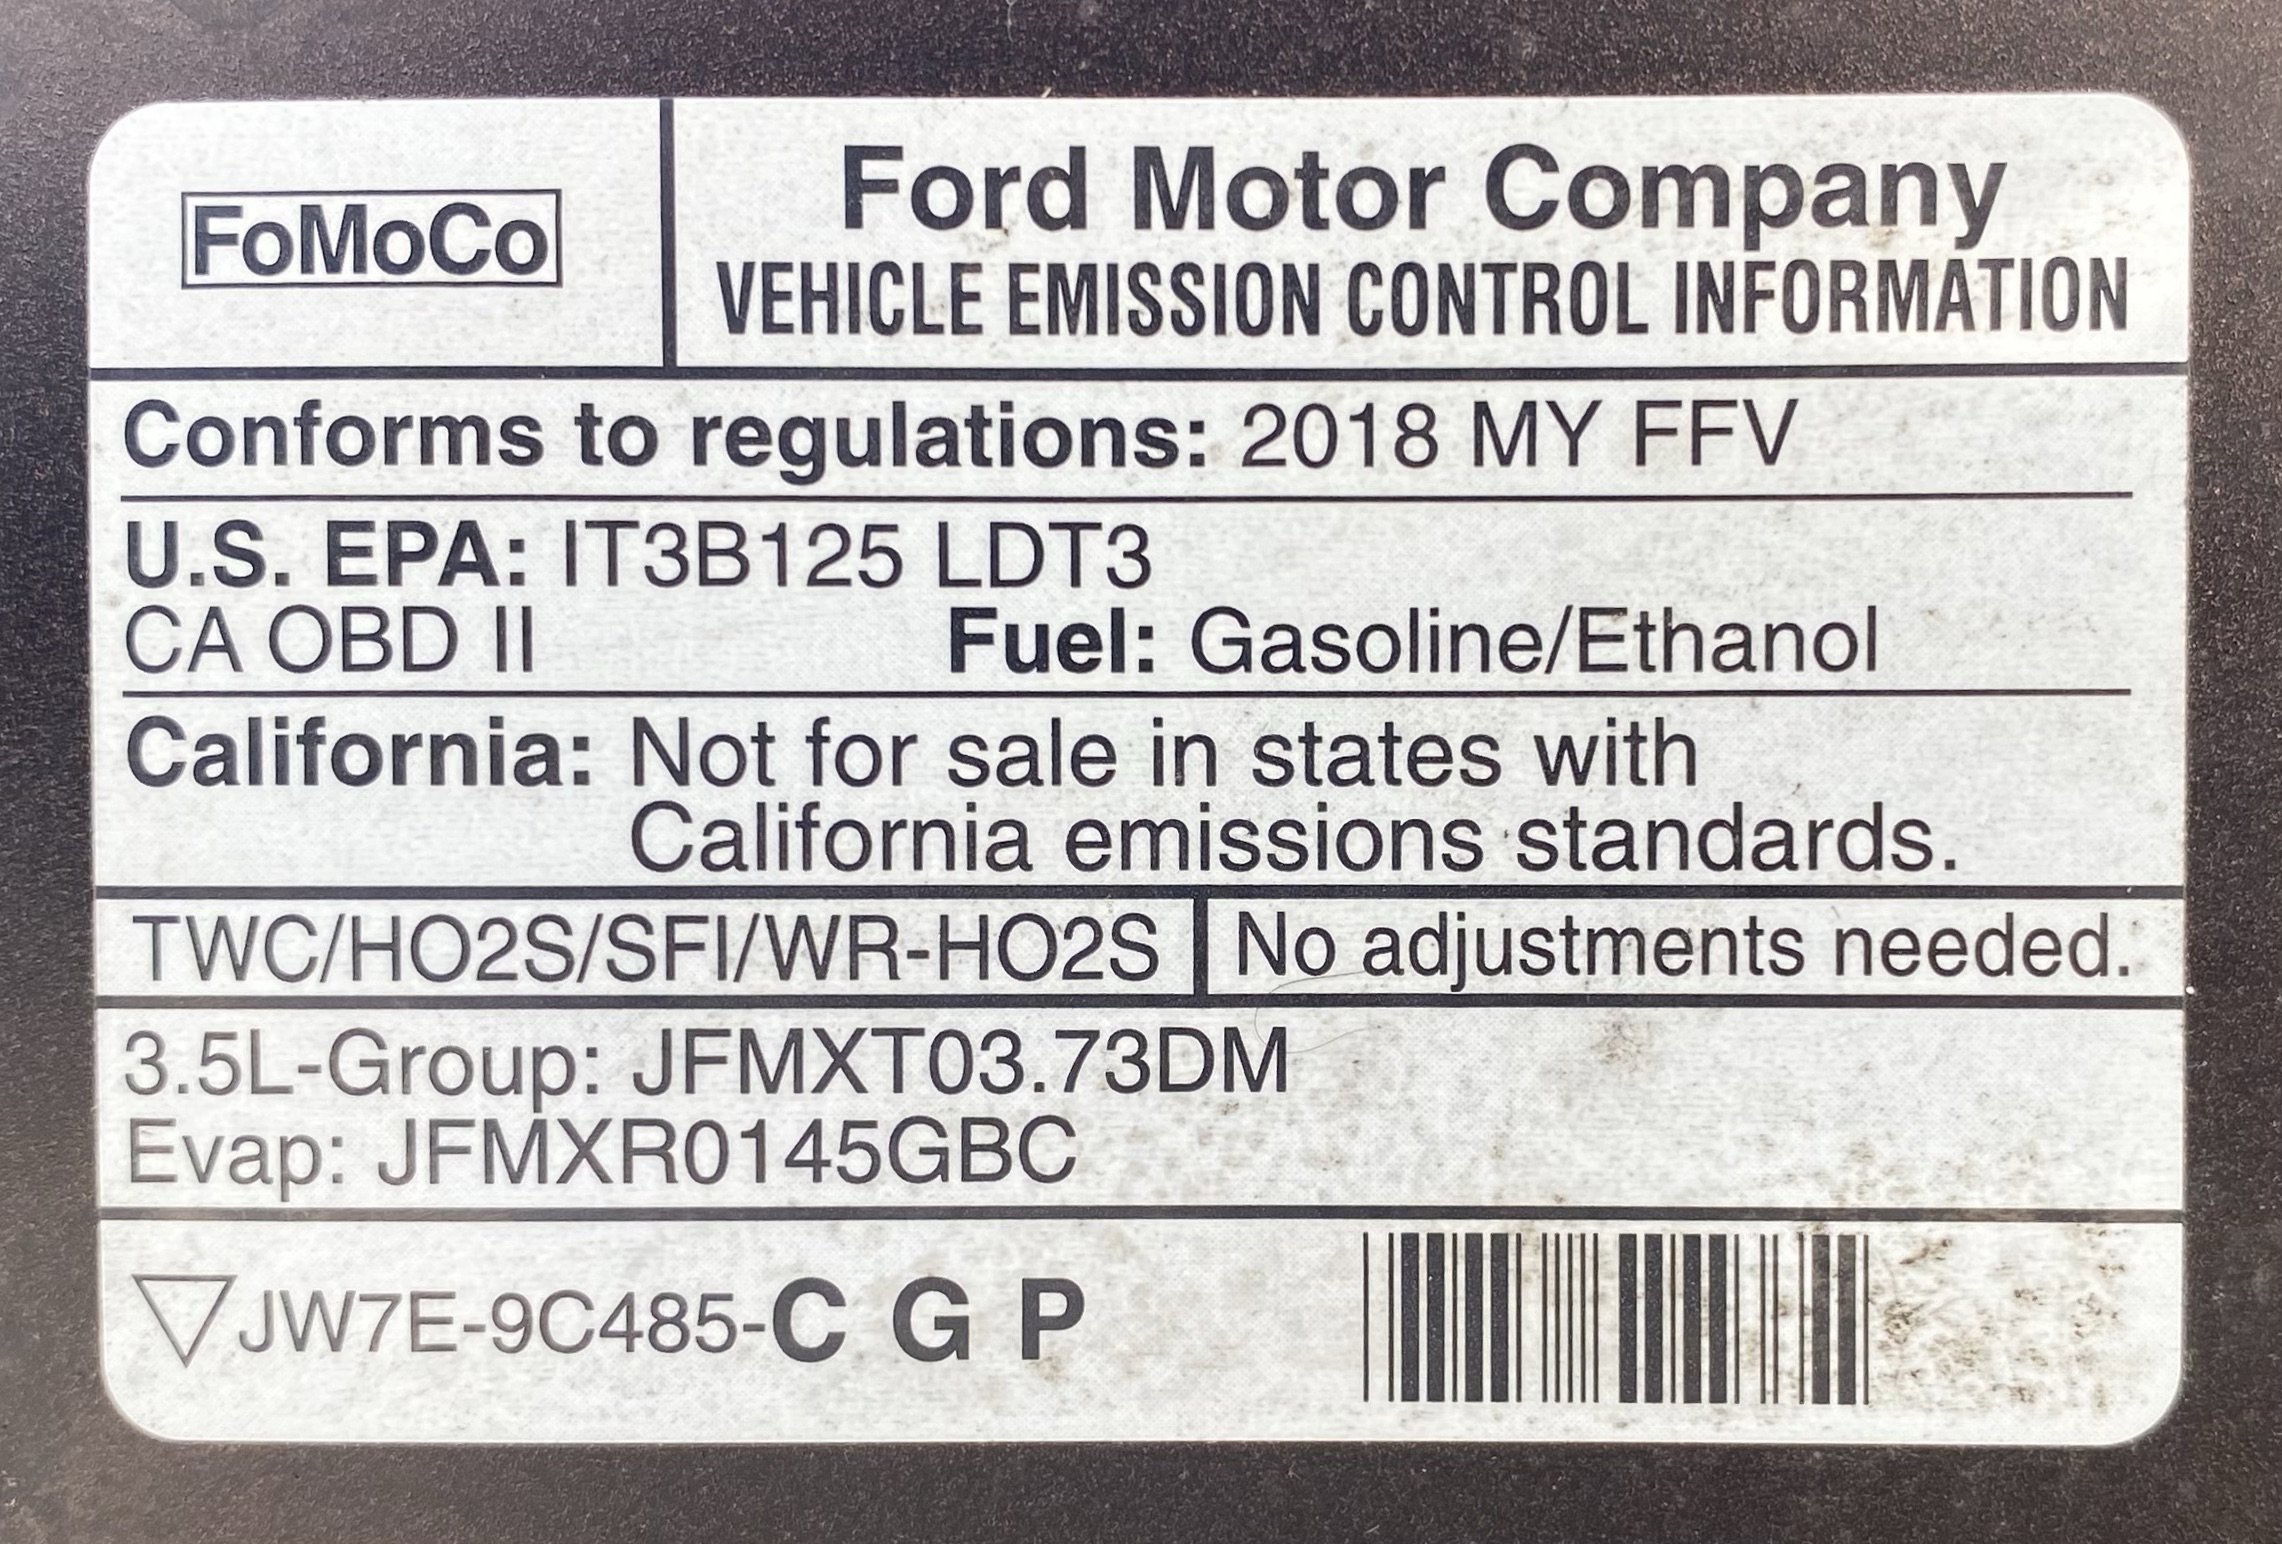 FoMoCo
Ford Motor Company
VEHICLE EMISSION CONTROL INFORMATION
Conforms to regulations: 2018 MY FFV
U.S. EPA: IT3B125 LDT3
CA OBD II Fuel: Gasoline/Ethanol
California: Not for sale in states with
California emissions standards.
TWC/HO2S/SFI/WR-HO2S No adjustments needed.
3.5L-Group: JFMXT03.73DM
Evap: JFMXR0145GBC
JW7E-9C485-C G P